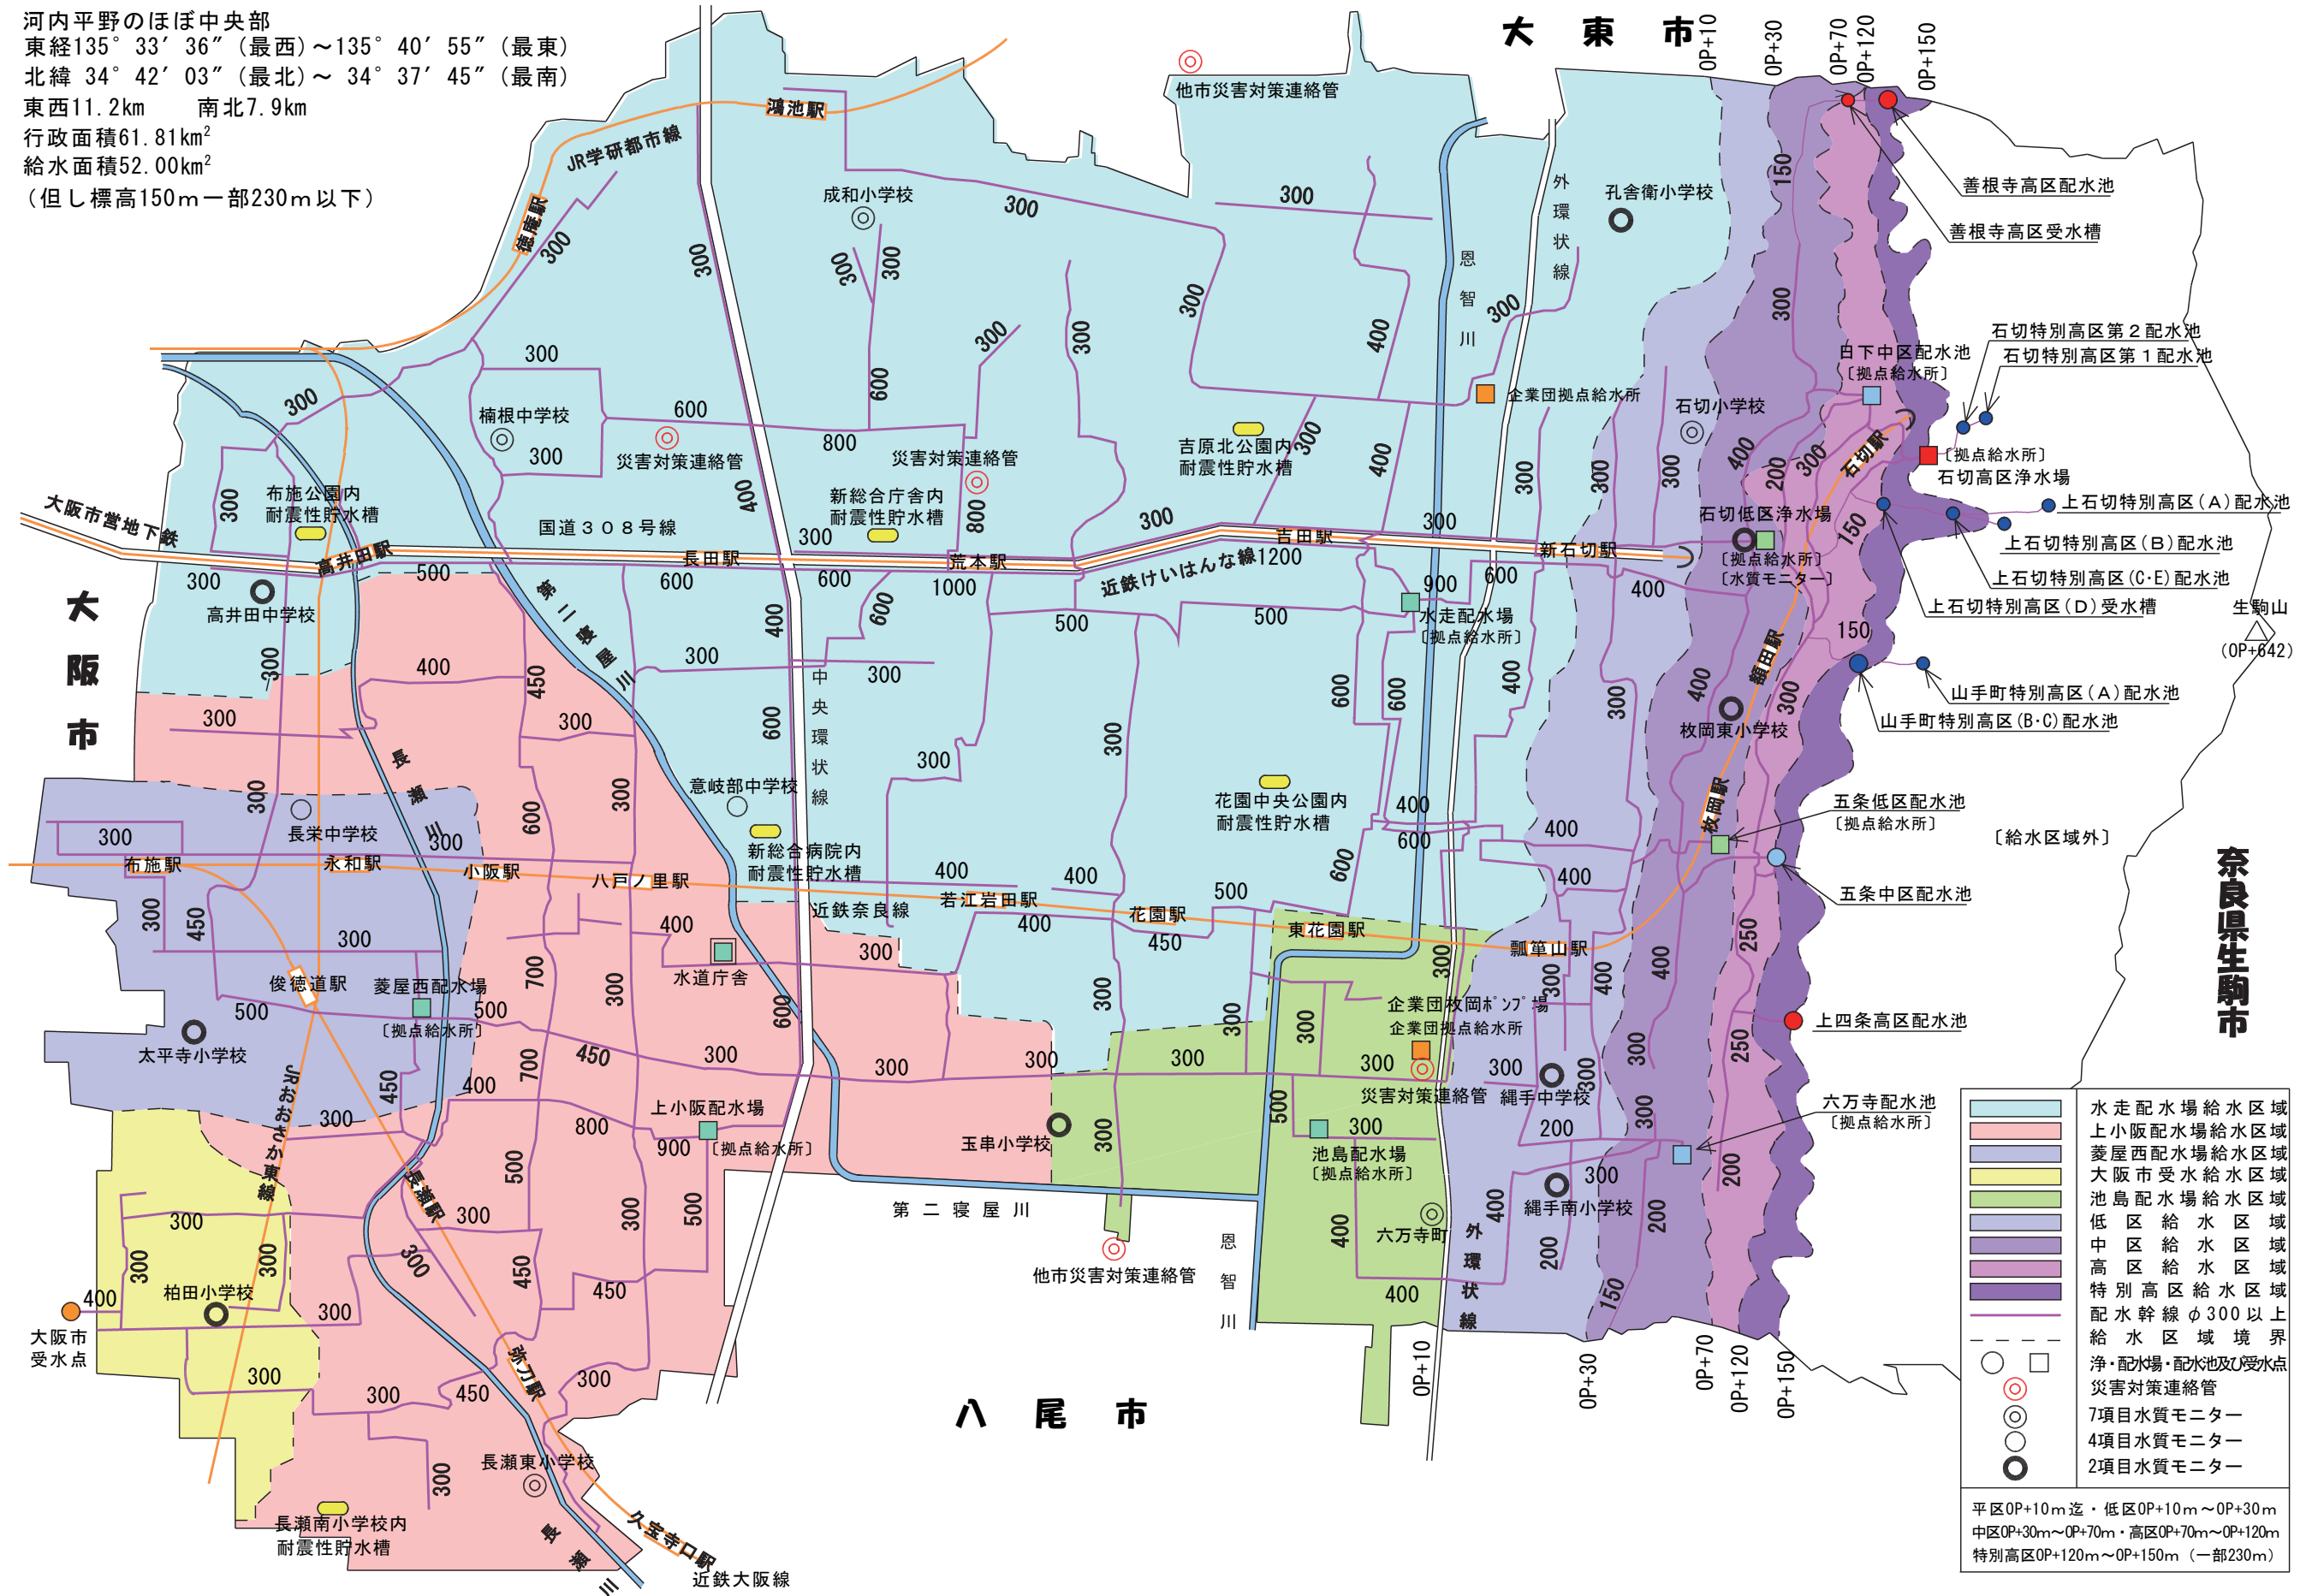 河内平野のほぼ中央部
東経135°33′36″(最西)～135°40′55″(最東)
北緯 34°42′03″(最北)～ 34°37′45″(最南)
東西11.2km　南北7.9km
行政面積61.81km²
給水面積52.00km²
(但し標高150m一部230m以下)
大東市
OP+10
OP+30
OP+70
OP+120
OP+150
他市災害対策連絡管
鴻池駅
JR学研都市線
徳庵駅
成和小学校
孔舎衛小学校
外環状線
恩智川
善根寺高区配水池
善根寺高区受水槽
石切特別高区第2配水池
石切特別高区第1配水池
日下中区配水池
〔拠点給水所〕
企業団拠点給水所
石切小学校
石切駅
〔拠点給水所〕
石切高区浄水場
楠根中学校
災害対策連絡管
災害対策連絡管
吉原北公園内
耐震性貯水槽
新総合庁舎内
耐震性貯水槽
布施公園内
耐震性貯水槽
大阪市営地下鉄
国道308号線
高井田駅
長田駅
荒本駅
吉田駅
新石切駅
近鉄けいはんな線
石切低区浄水場
〔拠点給水所〕
〔水質モニター〕
上石切特別高区(A)配水池
上石切特別高区(B)配水池
上石切特別高区(C・E)配水池
上石切特別高区(D)受水槽
生駒山
(OP+642)
高井田中学校
大阪市
第二寝屋川
水走配水場
〔拠点給水所〕
額田駅
山手町特別高区(A)配水池
山手町特別高区(B・C)配水池
枚岡東小学校
中央環状線
長瀬川
意岐部中学校
新総合病院内
耐震性貯水槽
花園中央公園内
耐震性貯水槽
枚岡駅
五条低区配水池
〔拠点給水所〕
〔給水区域外〕
五条中区配水池
奈良県生駒市
長栄中学校
布施駅
永和駅
小阪駅
八戸ノ里駅
近鉄奈良線
若江岩田駅
花園駅
東花園駅
瓢箪山駅
水道庁舎
俊徳道駅
菱屋西配水場
〔拠点給水所〕
太平寺小学校
企業団枚岡ポンプ場
企業団拠点給水所
災害対策連絡管
縄手中学校
上四条高区配水池
六万寺配水池
〔拠点給水所〕
JRおおさか東線
上小阪配水場
〔拠点給水所〕
玉串小学校
池島配水場
〔拠点給水所〕
縄手南小学校
六万寺町
外環状線
長瀬駅
第二寝屋川
恩智川
他市災害対策連絡管
柏田小学校
大阪市
受水点
弥刀駅
八尾市
OP+10
OP+30
OP+70
OP+120
OP+150
長瀬東小学校
長瀬南小学校内
耐震性貯水槽
長瀬川
久宝寺口駅
近鉄大阪線
水走配水場給水区域
上小阪配水場給水区域
菱屋西配水場給水区域
大阪市受水給水区域
池島配水場給水区域
低区給水区域
中区給水区域
高区給水区域
特別高区給水区域
配水幹線φ300以上
給水区域境界
浄・配水場・配水池及び受水点
災害対策連絡管
7項目水質モニター
4項目水質モニター
2項目水質モニター
平区OP+10m迄・低区OP+10m～OP+30m
中区OP+30m～OP+70m・高区OP+70m～OP+120m
特別高区OP+120m～OP+150m (一部230m)